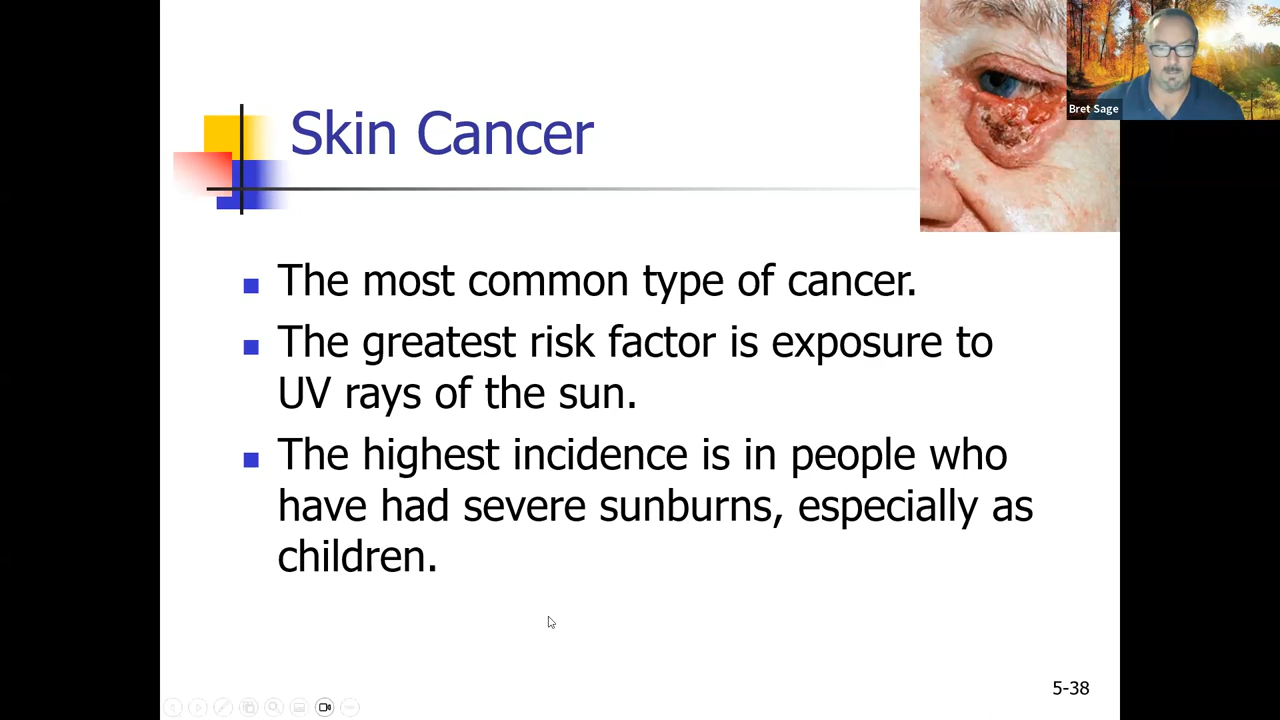 Bret Sage
Skin Cancer
The most common type of cancer.
The greatest risk factor is exposure to
UV rays of the sun.
The highest incidence is in people who
have had severe sunburns, especially as
children.
5-38